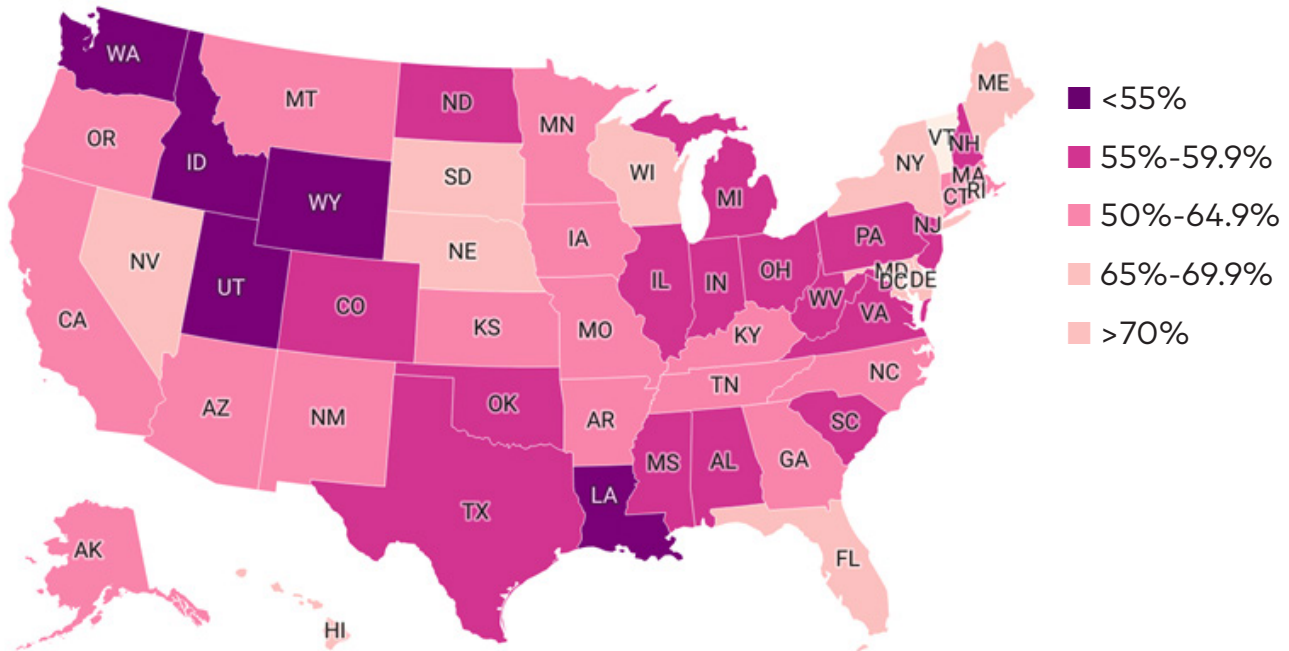 WA
MT
ND
MN
ME
OR
ID
SD
WI
NY
VT
NH
MA
CT
RI
WY
MI
NE
IA
PA
NJ
NV
UT
CO
IL
IN
OH
MD
DC
DE
WV
VA
CA
KS
MO
KY
NC
TN
AZ
NM
OK
AR
SC
MS
AL
GA
LA
TX
FL
AK
HI
<55%
55%-59.9%
50%-64.9%
65%-69.9%
>70%